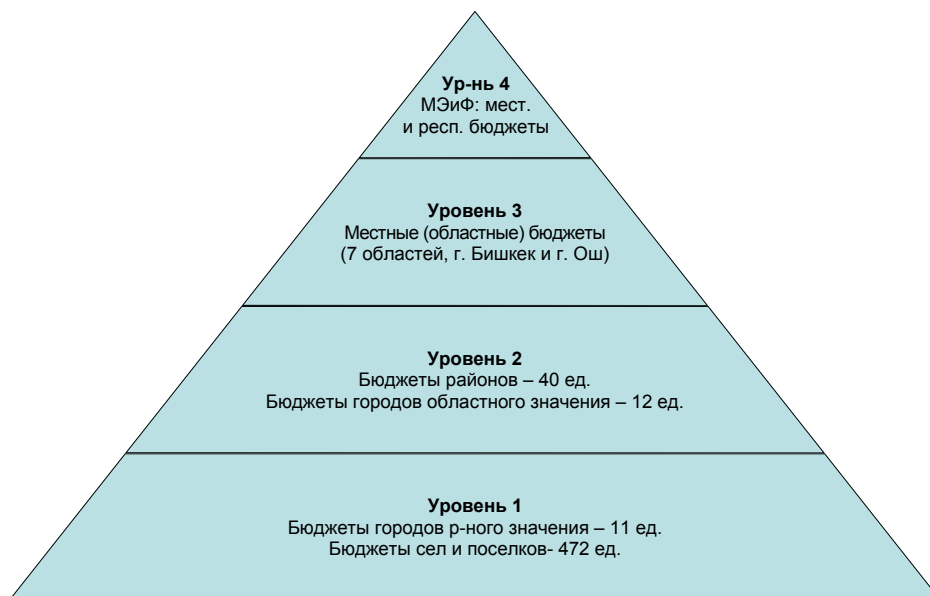 Ур-нь 4
МЭиФ: мест.
и респ. бюджеты
Уровень 3
Местные (областные) бюджеты
(7 областей, г. Бишкек и г. Ош)
Уровень 2
Бюджеты районов – 40 ед.
Бюджеты городов областного значения – 12 ед.
Уровень 1
Бюджеты городов р-ного значения – 11 ед.
Бюджеты сел и поселков- 472 ед.